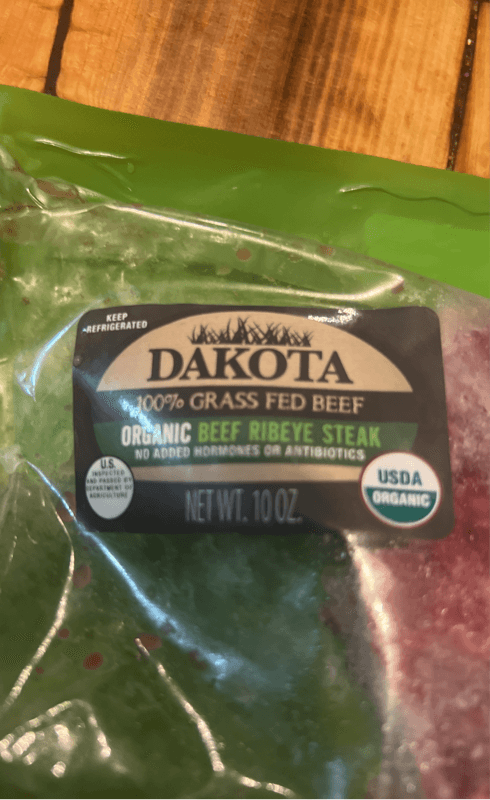 KEEP
REFRIGERATED
DAKOTA
100% GRASS FED BEEF
ORGANIC BEEF RIBEYE STEAK
NO ADDED HORMONES OR ANTIBIOTICS
U.S.
INSPECTED
AND PASSED BY
DEPARTMENT OF
AGRICULTURE
NET WT. 10 OZ.
USDA
ORGANIC